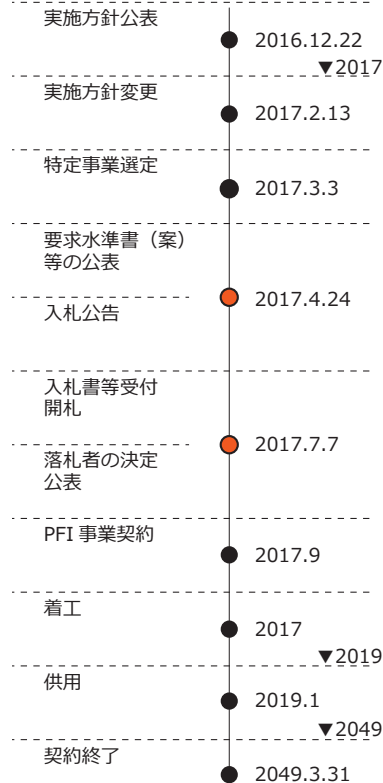 実施方針公表
2016.12.22
▼2017
実施方針変更
2017.2.13
特定事業選定
2017.3.3
要求水準書（案）
等の公表
2017.4.24
入札公告
入札書等受付
開札
2017.7.7
落札者の決定
公表
PFI 事業契約
2017.9
着工
2017
▼2019
供用
2019.1
▼2049
契約終了
2049.3.31